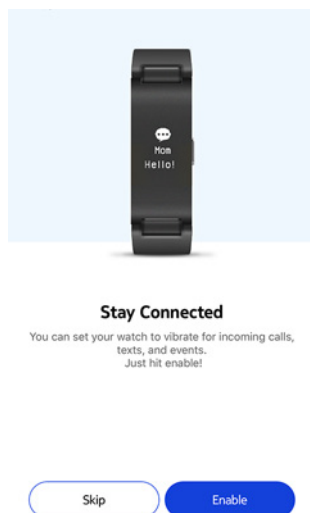 Mom
Hello!
Stay Connected
You can set your watch to vibrate for incoming calls,
texts, and events.
Just hit enable!
Skip
Enable